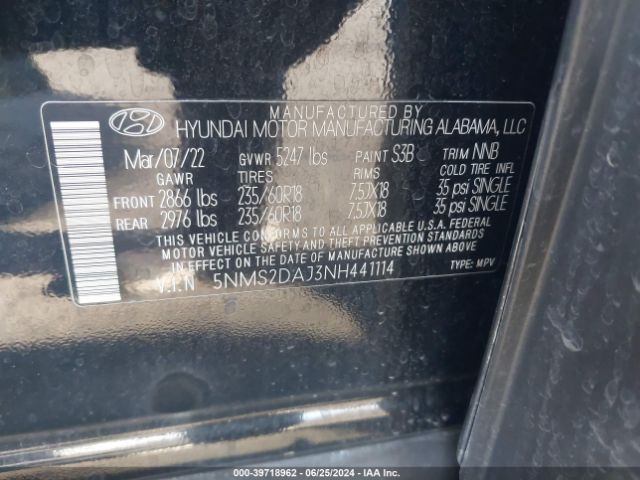 MANUFACTURED BY
HYUNDAI MOTOR MANUFACTURING ALABAMA, LLC
Mar/07/22 GVWR 5247 lbs PAINT S3B TRIM NNB
GAWR TIRES RIMS COLD TIRE INFL
FRONT 2866 lbs 235/60R18 7.5JX18 35 psi SINGLE
REAR 2976 lbs 235/60R18 7.5JX18 35 psi SINGLE
THIS VEHICLE CONFORMS TO ALL APPLICABLE U.S.A. FEDERAL
MOTOR VEHICLE SAFETY AND THEFT PREVENTION STANDARDS
IN EFFECT ON THE DATE OF MANUFACTURE SHOWN ABOVE.
V.I.N 5NMS2DAJ3NH441114 TYPE: MPV
000-39718962 - 06/25/2024 - IAA Inc.